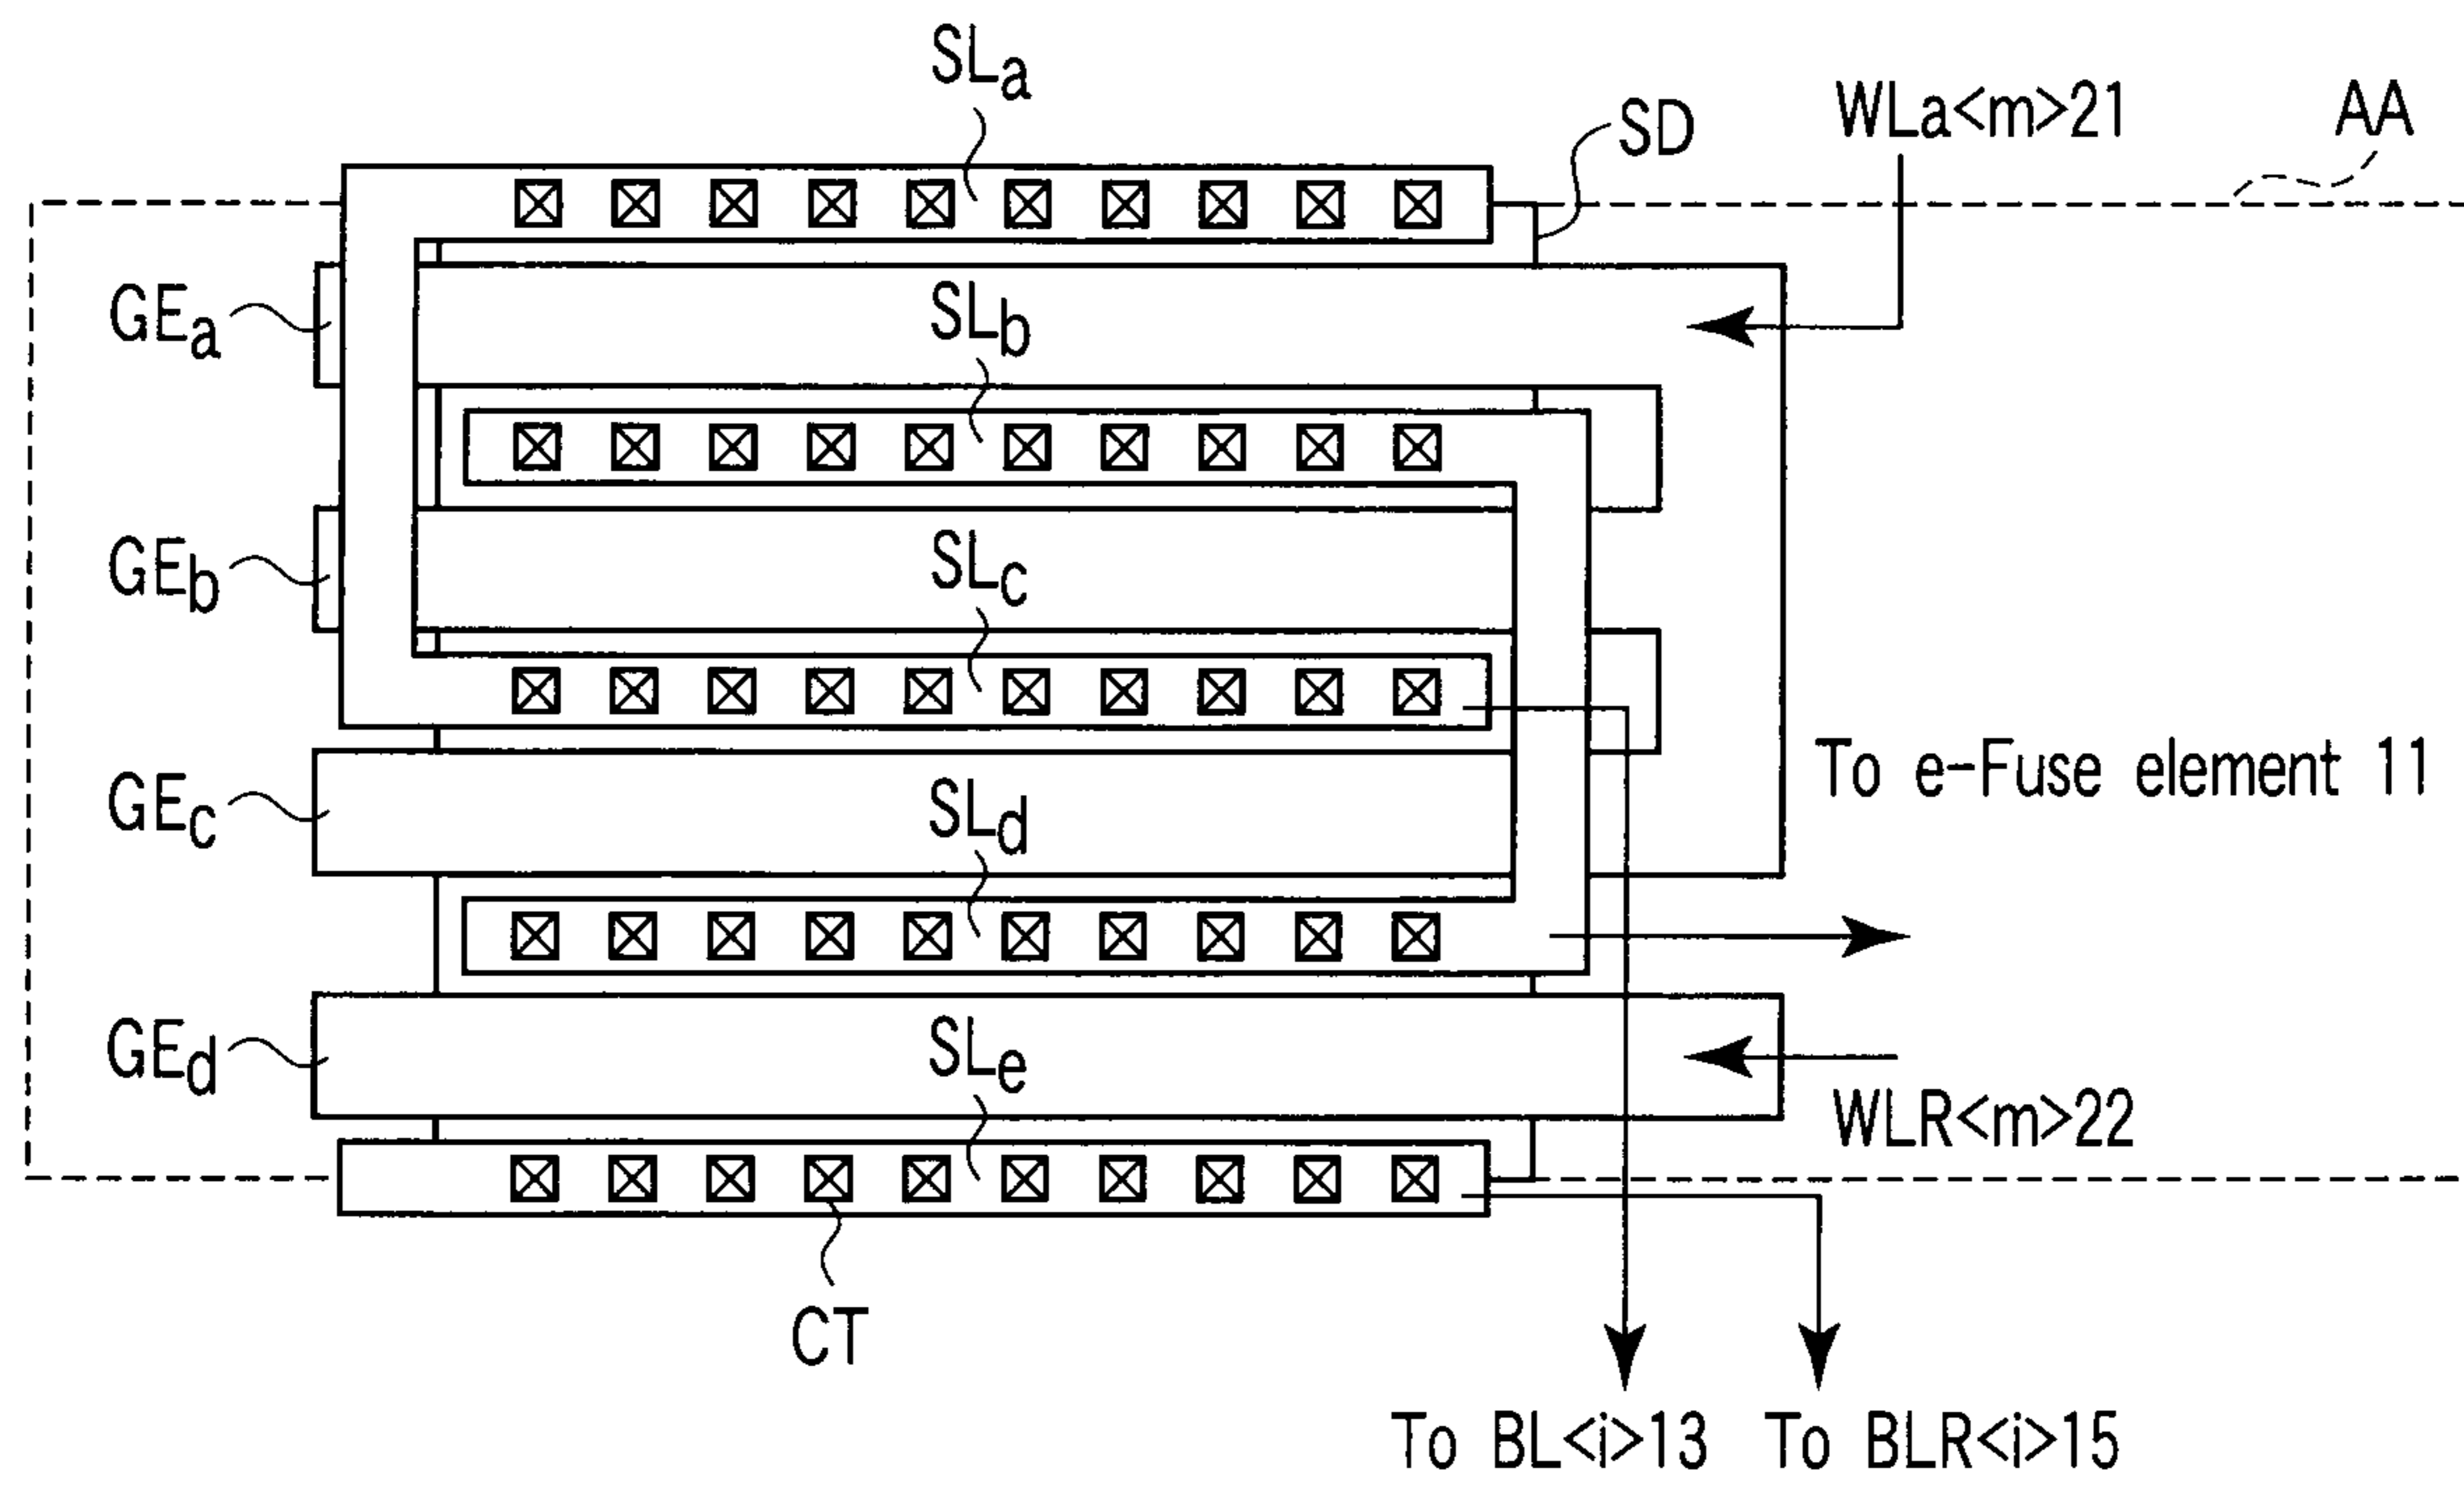 SLa
WLa<m>21
AA
SD
GEa
SLb
GEb
SLc
GEc
SLd
To e-Fuse element 11
GEd
SLe
WLR<m>22
CT
To BL<i>13
To BLR<i>15